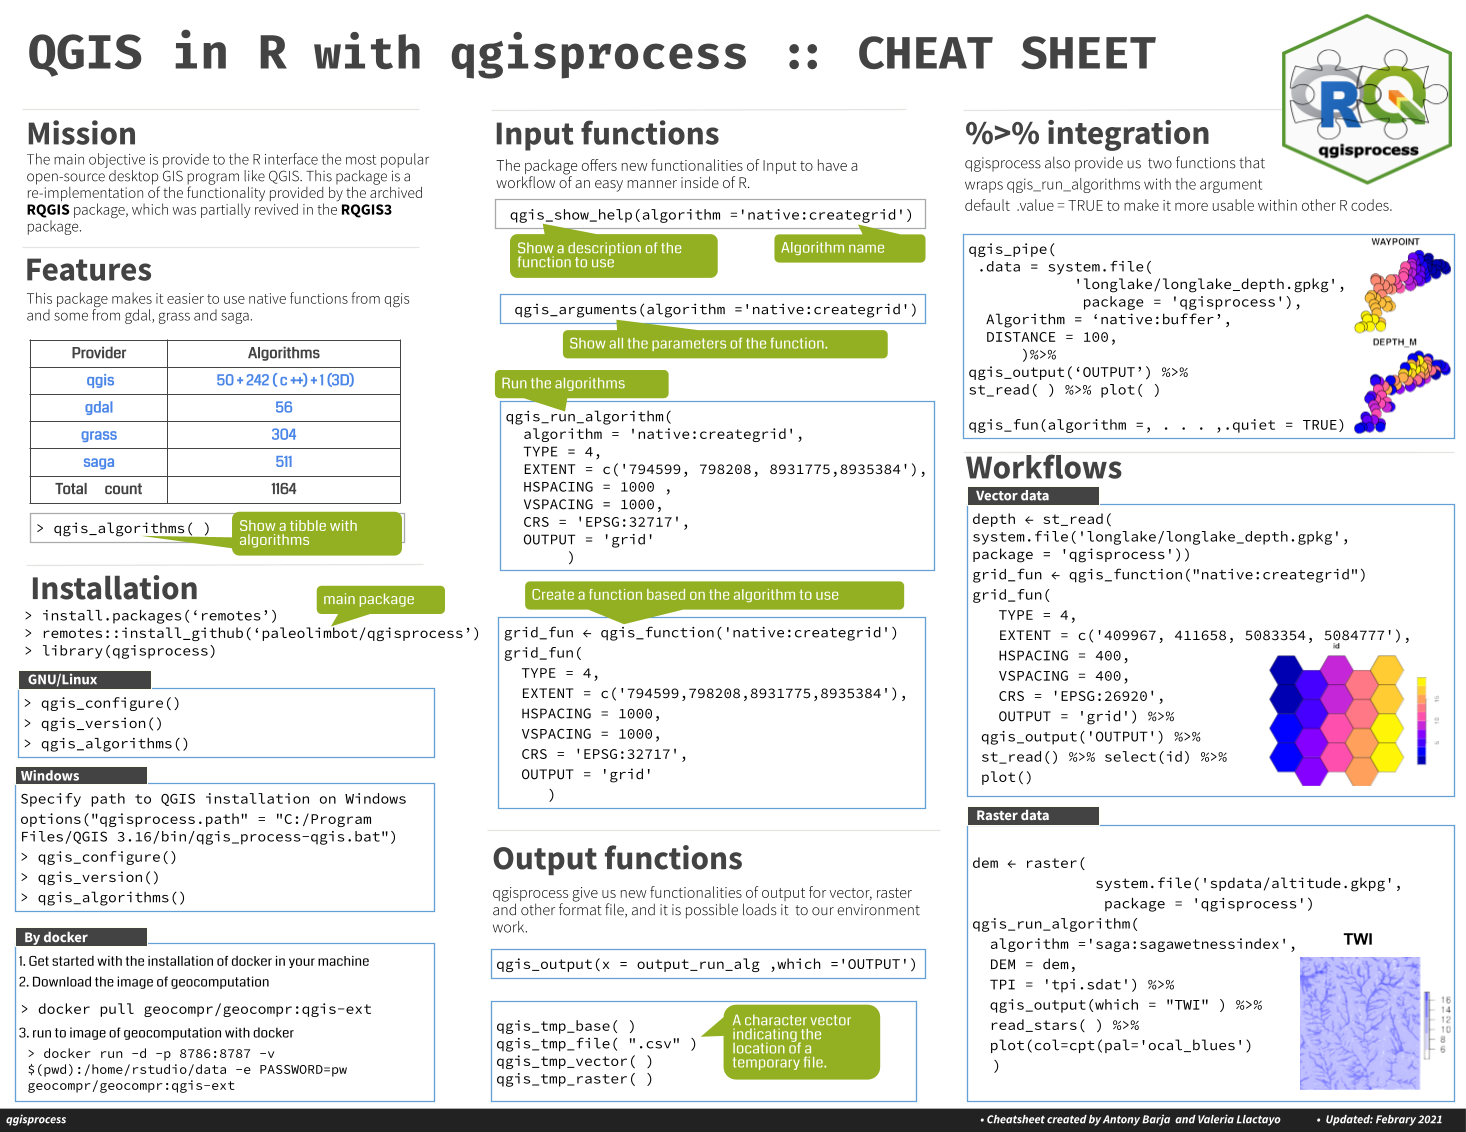 QGIS in R with qgisprocess :: CHEAT SHEET
qgisprocess
Mission
The main objective is provide to the R interface the most popular
open-source desktop GIS program like QGIS. This package is a
re-implementation of the functionality provided by the archived
RQGIS package, which was partially revived in the RQGIS3
package.
Features
This package makes it easier to use native functions from qgis
and some from gdal, grass and saga.
Provider Algorithms
qgis 50 + 242 ( c ++) + 1 (3D)
gdal 56
grass 304
saga 511
Total count 1164
> qgis_algorithms( )
Show a tibble with
algorithms
Installation
main package
> install.packages(‘remotes’)
> remotes::install_github(‘paleolimbot/qgisprocess’)
> library(qgisprocess)
GNU/Linux
> qgis_configure()
> qgis_version()
> qgis_algorithms()
Windows
Specify path to QGIS installation on Windows
options("qgisprocess.path" = "C:/Program
Files/QGIS 3.16/bin/qgis_process-qgis.bat")
> qgis_configure()
> qgis_version()
> qgis_algorithms()
By docker
1. Get started with the installation of docker in your machine
2. Download the image of geocomputation
> docker pull geocompr/geocompr:qgis-ext
3. run to image of geocomputation with docker
> docker run -d -p 8786:8787 -v
$(pwd):/home/rstudio/data -e PASSWORD=pw
geocompr/geocompr:qgis-ext
Input functions
The package offers new functionalities of Input to have a
workflow of an easy manner inside of R.
qgis_show_help(algorithm ='native:creategrid')
Show a description of the
function to use
Algorithm name
qgis_arguments(algorithm ='native:creategrid')
Show all the parameters of the function.
Run the algorithms
qgis_run_algorithm(
algorithm = 'native:creategrid',
TYPE = 4,
EXTENT = c('794599, 798208, 8931775,8935384'),
HSPACING = 1000 ,
VSPACING = 1000,
CRS = 'EPSG:32717',
OUTPUT = 'grid'
)
Create a function based on the algorithm to use
grid_fun ← qgis_function('native:creategrid')
grid_fun(
TYPE = 4,
EXTENT = c('794599,798208,8931775,8935384'),
HSPACING = 1000,
VSPACING = 1000,
CRS = 'EPSG:32717',
OUTPUT = 'grid'
)
Output functions
qgisprocess give us new functionalities of output for vector, raster
and other format file, and it is possible loads it to our environment
work.
qgis_output(x = output_run_alg ,which ='OUTPUT')
qgis_tmp_base( )
qgis_tmp_file( ".csv" )
qgis_tmp_vector( )
qgis_tmp_raster( )
A character vector
indicating the
location of a
temporary file.
%>% integration
qgisprocess also provide us two functions that
wraps qgis_run_algorithms with the argument
default .value = TRUE to make it more usable within other R codes.
qgis_pipe(
.data = system.file(
'longlake/longlake_depth.gpkg',
package = 'qgisprocess'),
Algorithm = ‘native:buffer’,
DISTANCE = 100,
)%>%
qgis_output(‘OUTPUT’) %>%
st_read( ) %>% plot( )
qgis_fun(algorithm =, . . . ,.quiet = TRUE)
WAYPOINT
DEPTH_M
Workflows
Vector data
depth ← st_read(
system.file('longlake/longlake_depth.gpkg',
package = 'qgisprocess'))
grid_fun ← qgis_function("native:creategrid")
grid_fun(
TYPE = 4,
EXTENT = c('409967, 411658, 5083354, 5084777'),
HSPACING = 400,
VSPACING = 400,
CRS = 'EPSG:26920',
OUTPUT = 'grid') %>%
qgis_output('OUTPUT') %>%
st_read() %>% select(id) %>%
plot()
id
15
10
5
Raster data
dem ← raster(
system.file('spdata/altitude.gkpg',
package = 'qgisprocess')
qgis_run_algorithm(
algorithm ='saga:sagawetnessindex',
DEM = dem,
TPI = 'tpi.sdat') %>%
qgis_output(which = "TWI" ) %>%
read_stars( ) %>%
plot(col=cpt(pal='ocal_blues')
)
TWI
16
14
12
10
8
6
qgisprocess
• Cheatsheet created by Antony Barja and Valeria Llactayo
• Updated: Febrary 2021